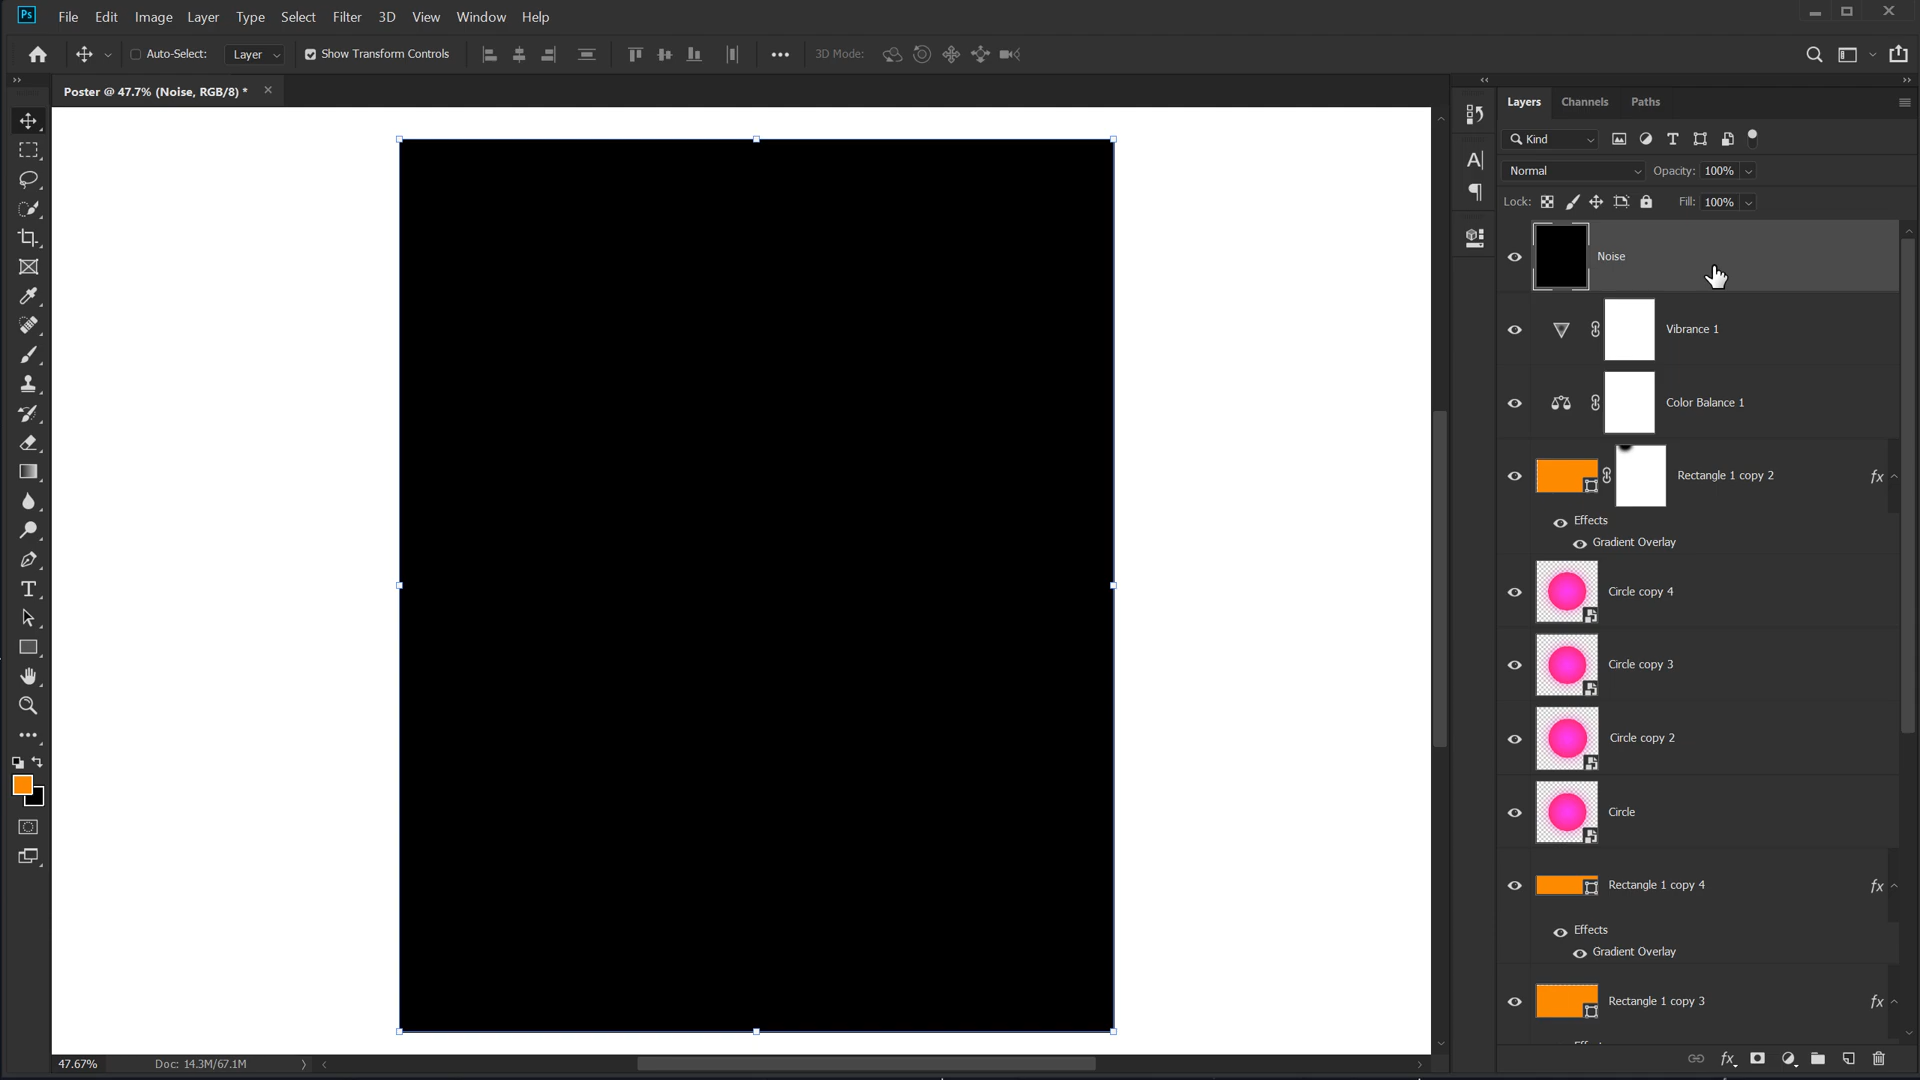 Ps File Edit Image Layer Type Select Filter 3D View Window Help
Auto-Select: Layer Show Transform Controls 3D Mode:
Poster @ 47.7% (Noise, RGB/8) *
Layers Channels Paths
Kind
Normal Opacity: 100%
Lock: Fill: 100%
Noise
Vibrance 1
Color Balance 1
Rectangle 1 copy 2 fx
Effects
Gradient Overlay
Circle copy 4
Circle copy 3
Circle copy 2
Circle
Rectangle 1 copy 4 fx
Effects
Gradient Overlay
Rectangle 1 copy 3 fx
47.67% Doc: 14.3M/67.1M